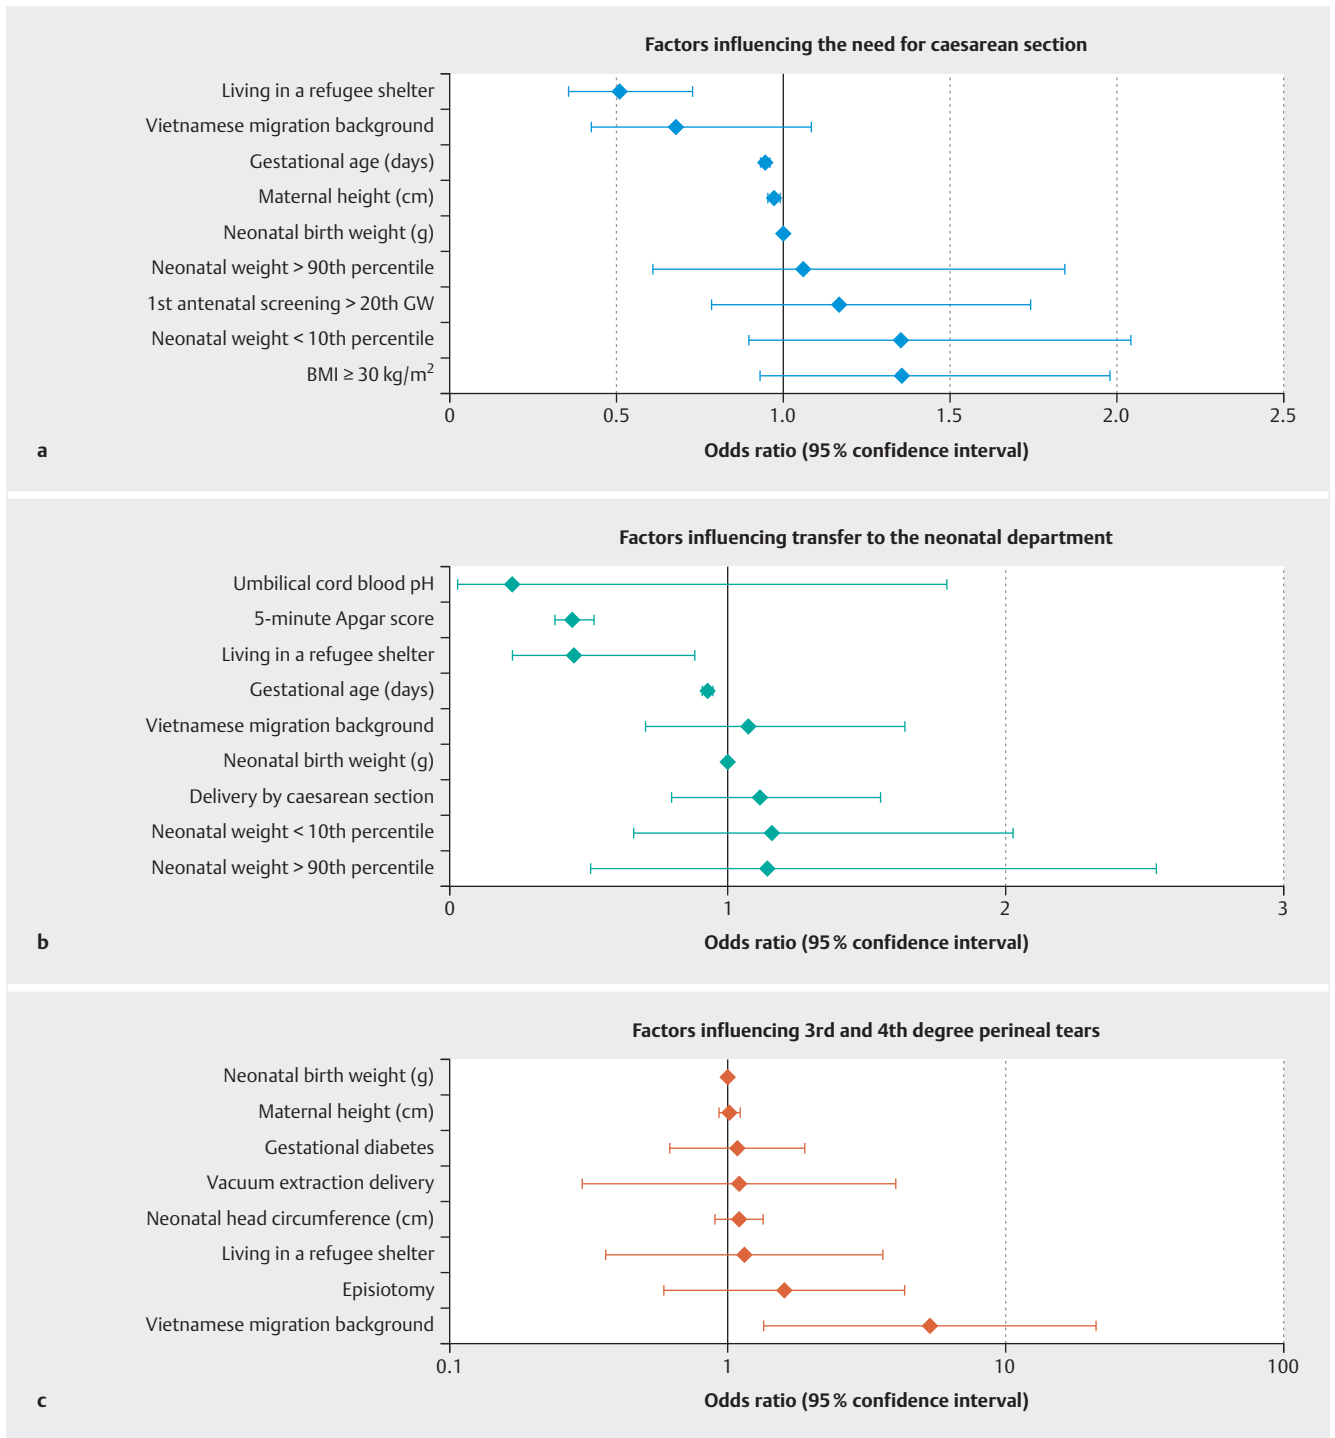 Factors influencing the need for caesarean section
Living in a refugee shelter
Vietnamese migration background
Gestational age (days)
Maternal height (cm)
Neonatal birth weight (g)
Neonatal weight > 90th percentile
1st antenatal screening > 20th GW
Neonatal weight < 10th percentile
BMI ≥ 30 kg/m²
0 0.5 1.0 1.5 2.0 2.5
Odds ratio (95 % confidence interval)
a
Factors influencing transfer to the neonatal department
Umbilical cord blood pH
5-minute Apgar score
Living in a refugee shelter
Gestational age (days)
Vietnamese migration background
Neonatal birth weight (g)
Delivery by caesarean section
Neonatal weight < 10th percentile
Neonatal weight > 90th percentile
0 1 2 3
Odds ratio (95 % confidence interval)
b
Factors influencing 3rd and 4th degree perineal tears
Neonatal birth weight (g)
Maternal height (cm)
Gestational diabetes
Vacuum extraction delivery
Neonatal head circumference (cm)
Living in a refugee shelter
Episiotomy
Vietnamese migration background
0.1 1 10 100
Odds ratio (95 % confidence interval)
c